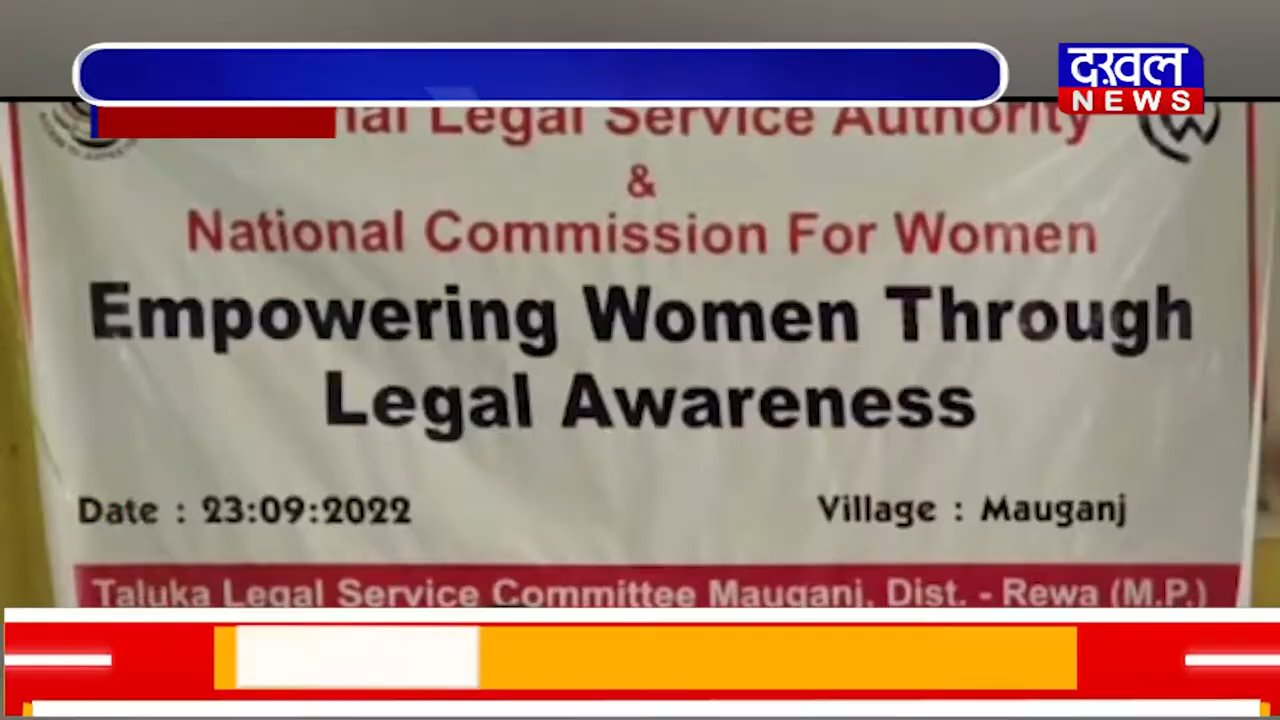 दख़ल
NEWS
Legal Service Authority
&
National Commission For Women
Empowering Women Through
Legal Awareness
Date : 23:09:2022
Village : Mauganj
Taluka Legal Service Committee Mauganj, Dist. - Rewa (M.P.)